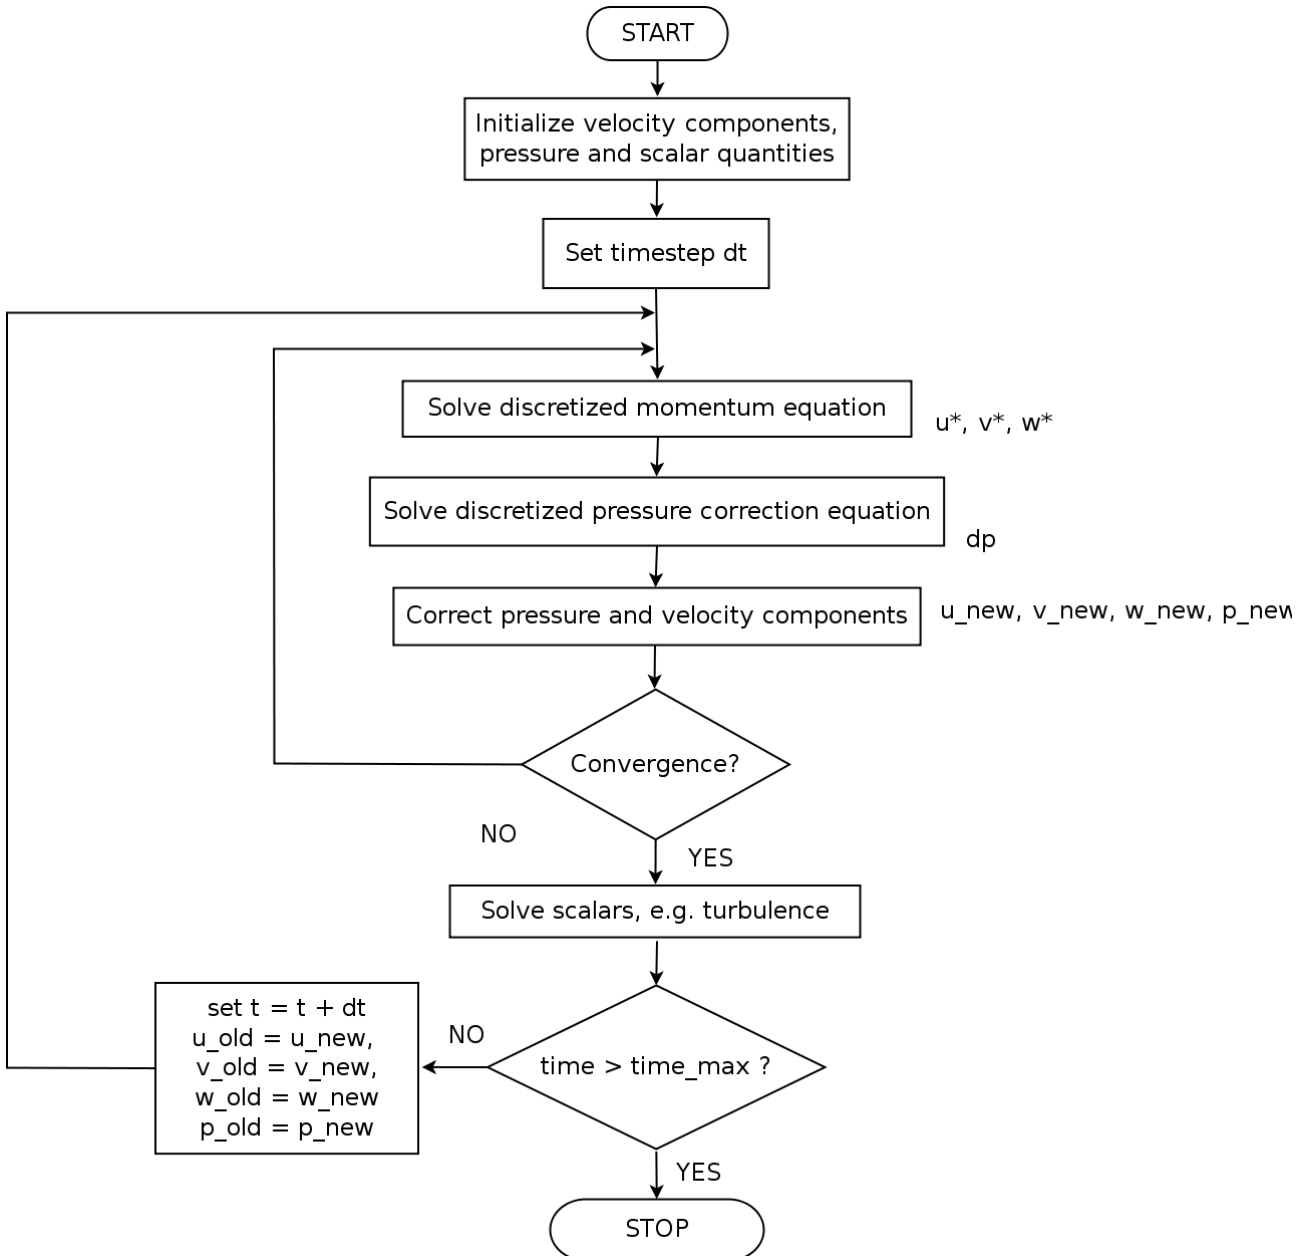 START
Initialize velocity components,
pressure and scalar quantities
Set timestep dt
Solve discretized momentum equation
u*, v*, w*
Solve discretized pressure correction equation
dp
Correct pressure and velocity components
u_new, v_new, w_new, p_new
Convergence?
NO
YES
Solve scalars, e.g. turbulence
time > time_max ?
NO
set t = t + dt
u_old = u_new,
v_old = v_new,
w_old = w_new
p_old = p_new
YES
STOP